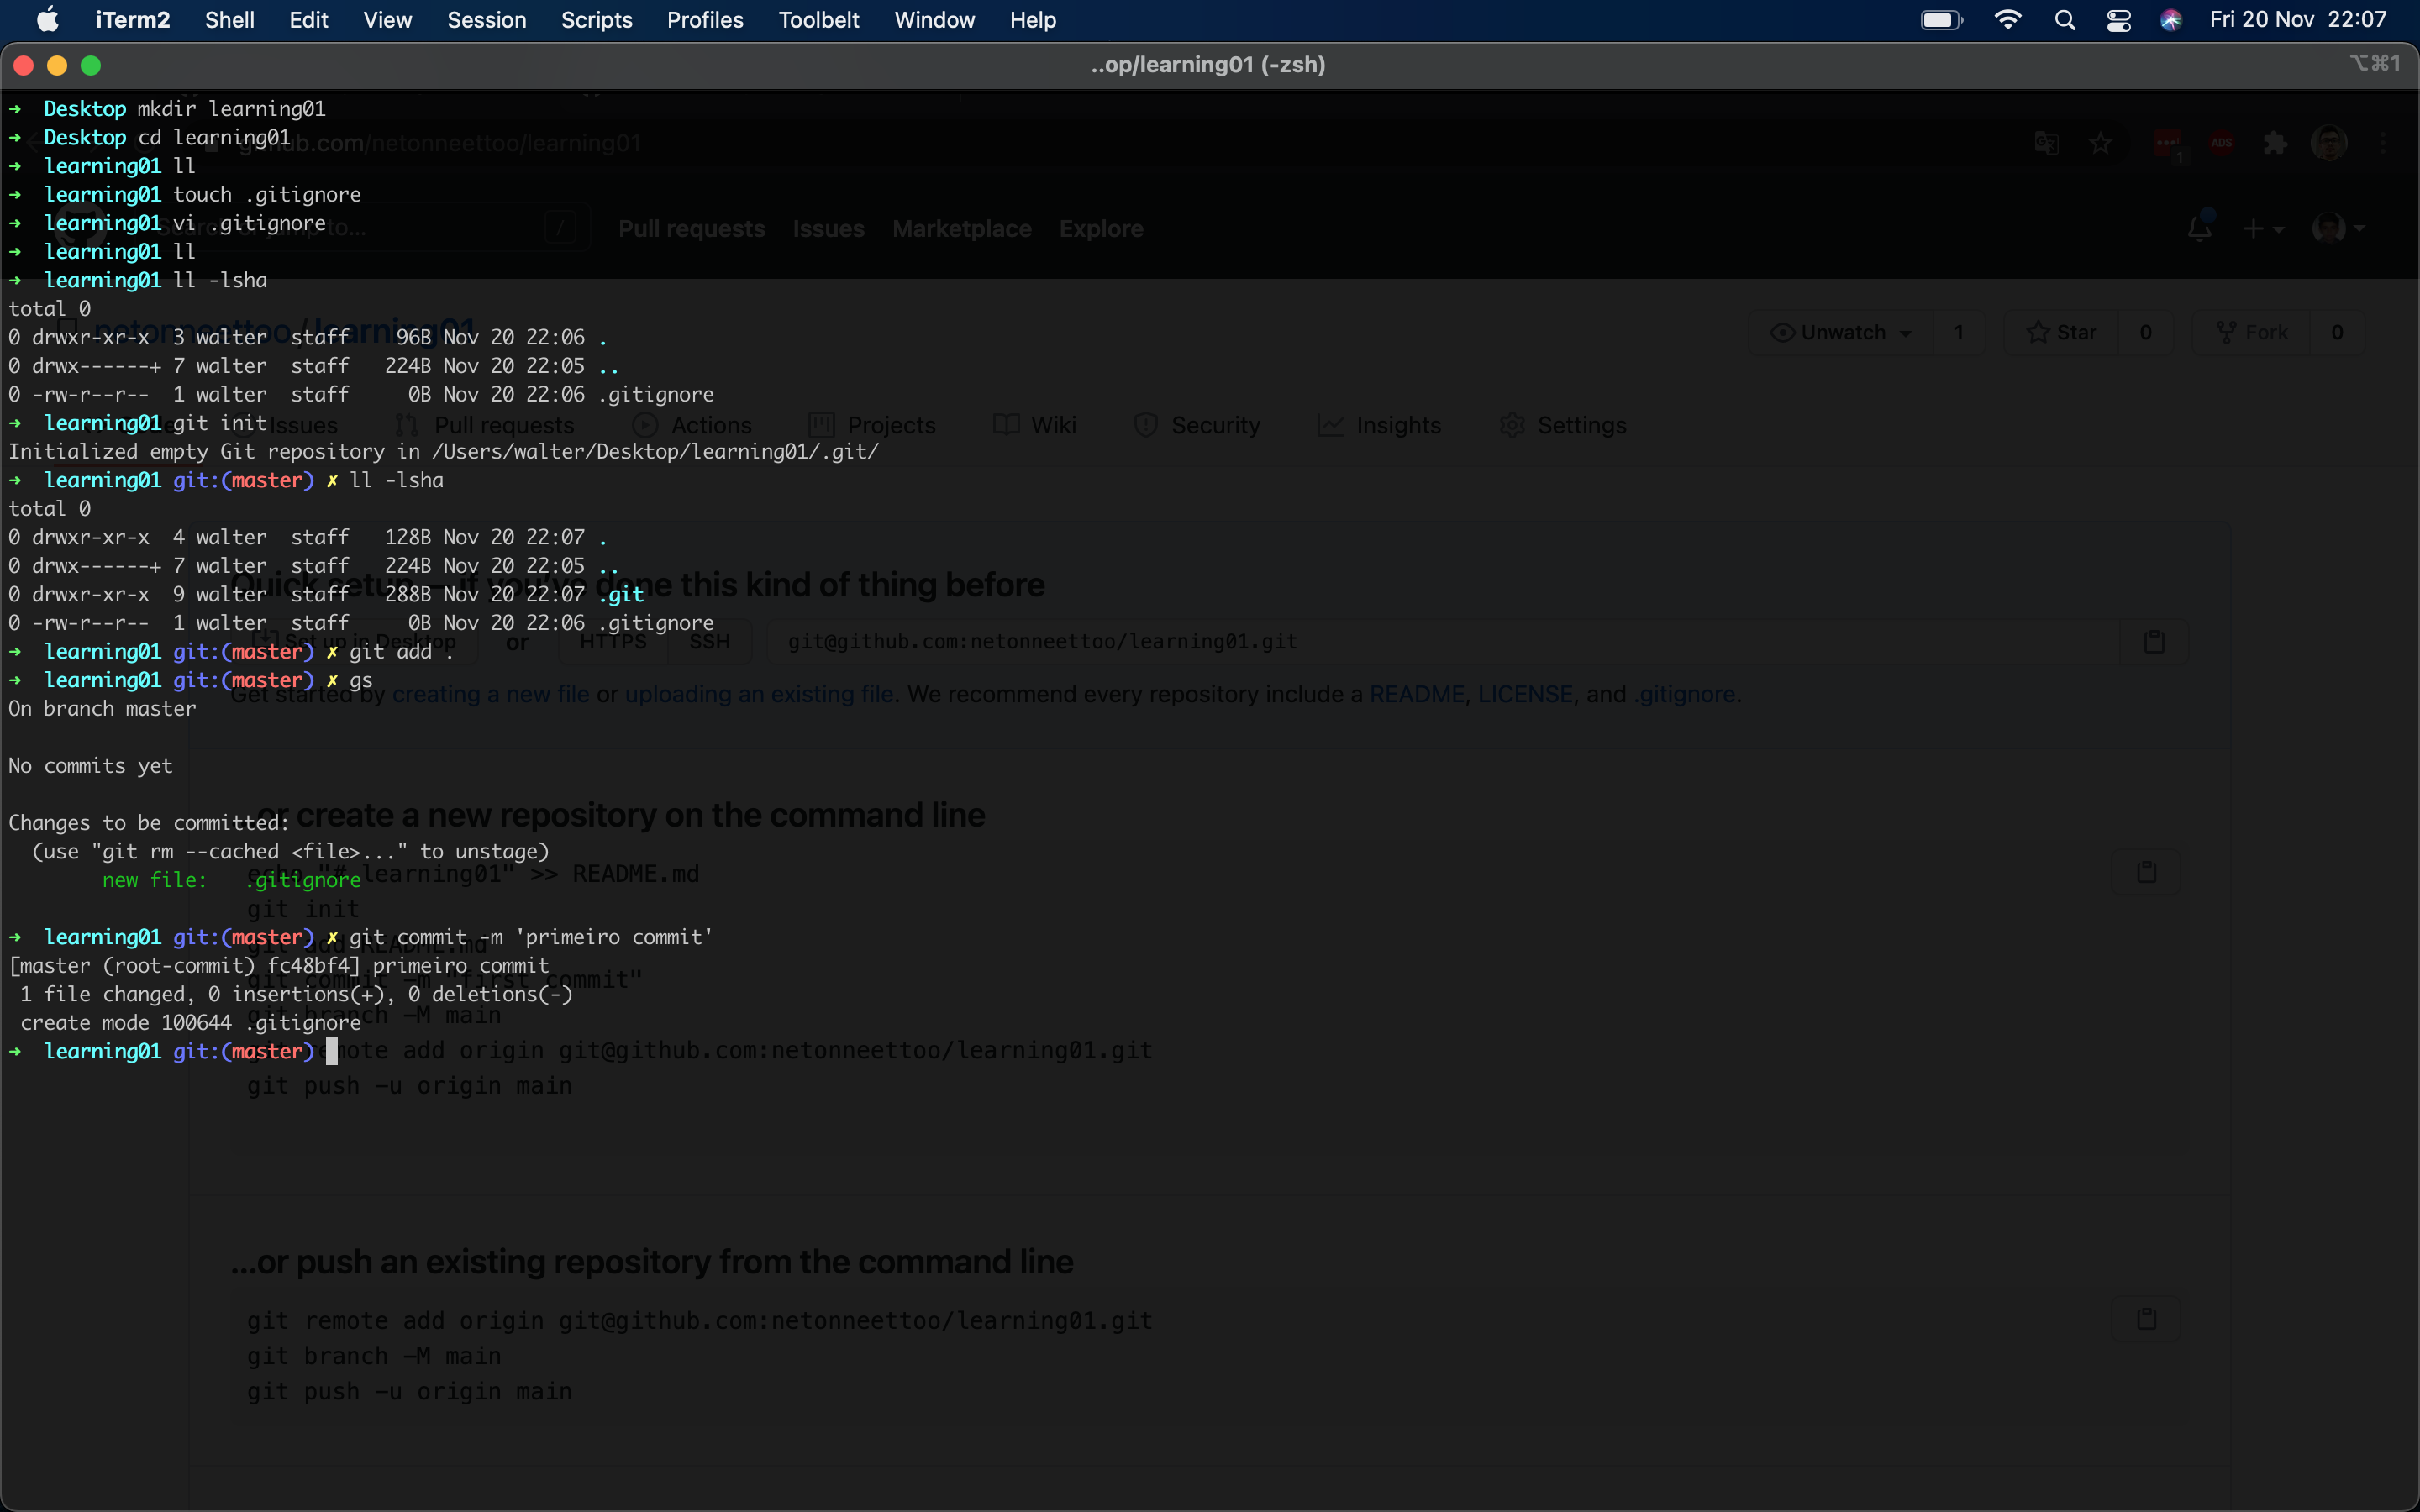 iTerm2 Shell Edit View Session Scripts Profiles Toolbelt Window Help Fri 20 Nov 22:07
..op/learning01 (-zsh) ⌥⌘1
➜ Desktop mkdir learning01
➜ Desktop cd learning01
github.com/netonneettoo/learning01
➜ learning01 ll
➜ learning01 touch .gitignore
➜ learning01 vi .gitignore
Search or jump to... / Pull requests Issues Marketplace Explore
➜ learning01 ll
➜ learning01 ll -lsha
total 0
netonneettoo / learning01 Unwatch 1 Star 0 Fork 0
0 drwxr-xr-x 3 walter staff 96B Nov 20 22:06 .
0 drwx------+ 7 walter staff 224B Nov 20 22:05 ..
0 -rw-r--r-- 1 walter staff 0B Nov 20 22:06 .gitignore
➜ learning01 git init
Issues Pull requests Actions Projects Wiki Security Insights Settings
Initialized empty Git repository in /Users/walter/Desktop/learning01/.git/
➜ learning01 git:(master) ✗ ll -lsha
total 0
0 drwxr-xr-x 4 walter staff 128B Nov 20 22:07 .
0 drwx------+ 7 walter staff 224B Nov 20 22:05 ..
Quick setup — if you've done this kind of thing before
0 drwxr-xr-x 9 walter staff 288B Nov 20 22:07 .git
0 -rw-r--r-- 1 walter staff 0B Nov 20 22:06 .gitignore
Set up in Desktop or HTTPS SSH git@github.com:netonneettoo/learning01.git
➜ learning01 git:(master) ✗ git add .
➜ learning01 git:(master) ✗ gs
Get started by creating a new file or uploading an existing file. We recommend every repository include a README, LICENSE, and .gitignore.
On branch master
No commits yet
…or create a new repository on the command line
Changes to be committed:
(use "git rm --cached <file>..." to unstage)
echo "# learning01" >> README.md
new file: .gitignore
git init
➜ learning01 git:(master) ✗ git commit -m 'primeiro commit'
git add README.md
[master (root-commit) fc48bf4] primeiro commit
git commit -m "first commit"
1 file changed, 0 insertions(+), 0 deletions(-)
git branch -M main
create mode 100644 .gitignore
➜ learning01 git:(master)
git remote add origin git@github.com:netonneettoo/learning01.git
git push -u origin main
…or push an existing repository from the command line
git remote add origin git@github.com:netonneettoo/learning01.git
git branch -M main
git push -u origin main